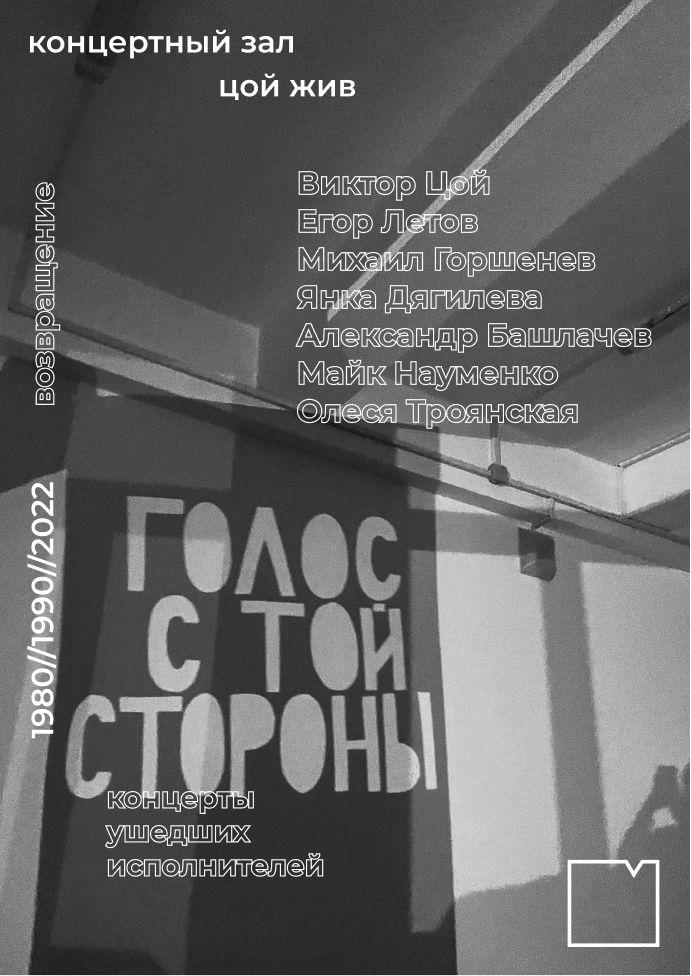 концертный зал
цой жив
Виктор Цой
Егор Летов
Михаил Горшенев
Янка Дягилева
Александр Башлачев
Майк Науменко
Олеся Троянская
возвращение
1980//1990//2022
ГОЛОС
С ТОЙ
СТОРОНЫ
концерты
ушедших
исполнителей